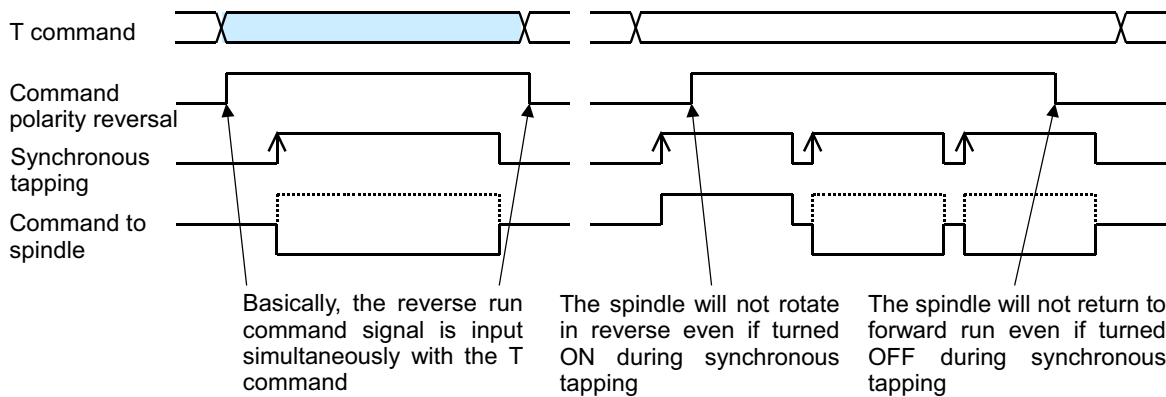 T command
Command
polarity reversal
Synchronous
tapping
Command to
spindle
Basically, the reverse run
command signal is input
simultaneously with the T
command
The spindle will not rotate
in reverse even if turned
ON during synchronous
tapping
The spindle will not return to
forward run even if turned
OFF during synchronous
tapping